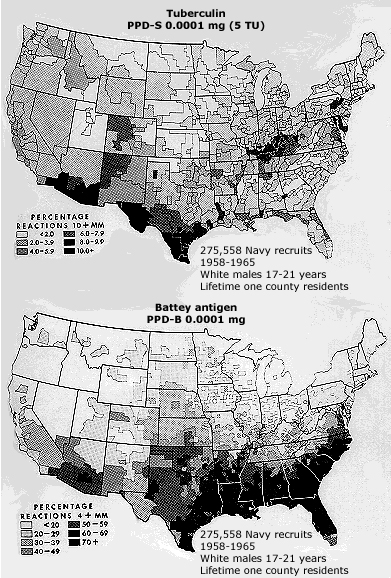 Tuberculin
PPD-S 0.0001 mg (5 TU)
PERCENTAGE
REACTIONS 10+MM
<2.0
6.0-7.9
2.0-3.9
8.0-9.9
4.0-5.9
10.0+
275,558 Navy recruits
1958-1965
White males 17-21 years
Lifetime one county residents
Battey antigen
PPD-B 0.0001 mg
PERCENTAGE
REACTIONS 4+MM
<20
50-59
20-29
60-69
30-39
70+
40-49
275,558 Navy recruits
1958-1965
White males 17-21 years
Lifetime one county residents